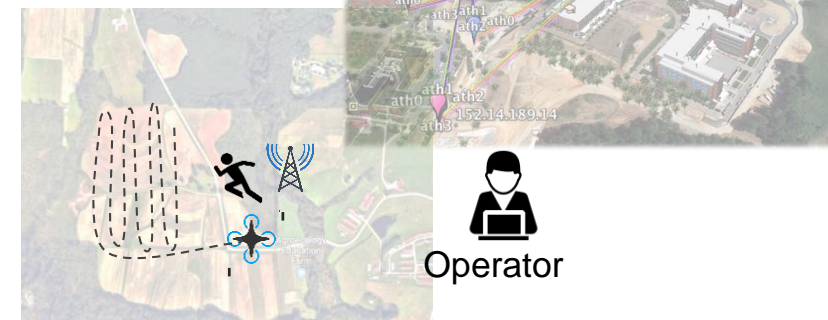 ath3 ath1
ath2 ath0
ath1
ath0 ath2
152.14.189.14
ath3
Operator